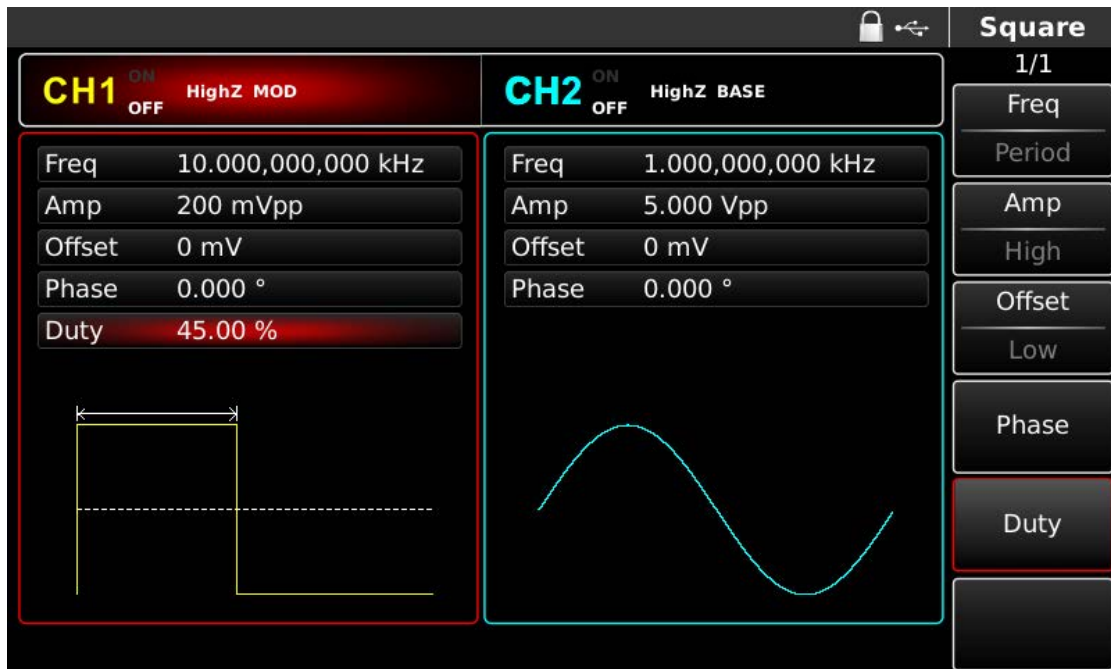 Square
1/1
CH1 ON OFF HighZ MOD
CH2 ON OFF HighZ BASE
Freq 10.000,000,000 kHz
Amp 200 mVpp
Offset 0 mV
Phase 0.000 °
Duty 45.00 %
Freq 1.000,000,000 kHz
Amp 5.000 Vpp
Offset 0 mV
Phase 0.000 °
Freq
Period
Amp
High
Offset
Low
Phase
Duty